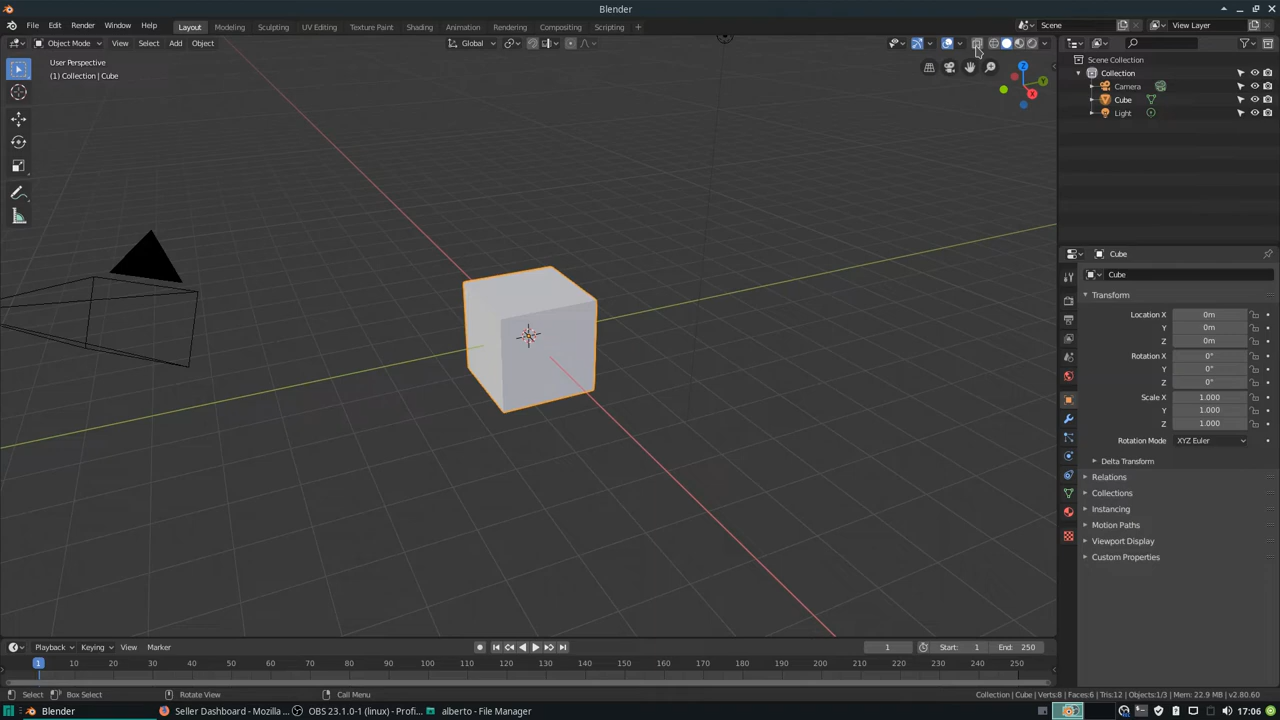 Blender
File Edit Render Window Help Layout Modeling Sculpting UV Editing Texture Paint Shading Animation Rendering Compositing Scripting + Scene View Layer
Object Mode View Select Add Object Global
User Perspective
(1) Collection | Cube
Z
Y
X
Scene Collection
Collection
Camera
Cube
Light
Cube
Cube
Transform
Location X 0m
Y 0m
Z 0m
Rotation X 0°
Y 0°
Z 0°
Scale X 1.000
Y 1.000
Z 1.000
Rotation Mode XYZ Euler
Delta Transform
Relations
Collections
Instancing
Motion Paths
Viewport Display
Custom Properties
Playback Keying View Marker 1 Start: 1 End: 250
1 10 20 30 40 50 60 70 80 90 100 110 120 130 140 150 160 170 180 190 200 210 220 230 240 250
Select Box Select Rotate View Call Menu Collection | Cube | Verts:8 | Faces:6 | Tris:12 | Objects:1/3 | Mem: 22.9 MB | v2.80.60
Blender Seller Dashboard - Mozilla ... OBS 23.1.0-1 (linux) - Profi... alberto - File Manager 17:06